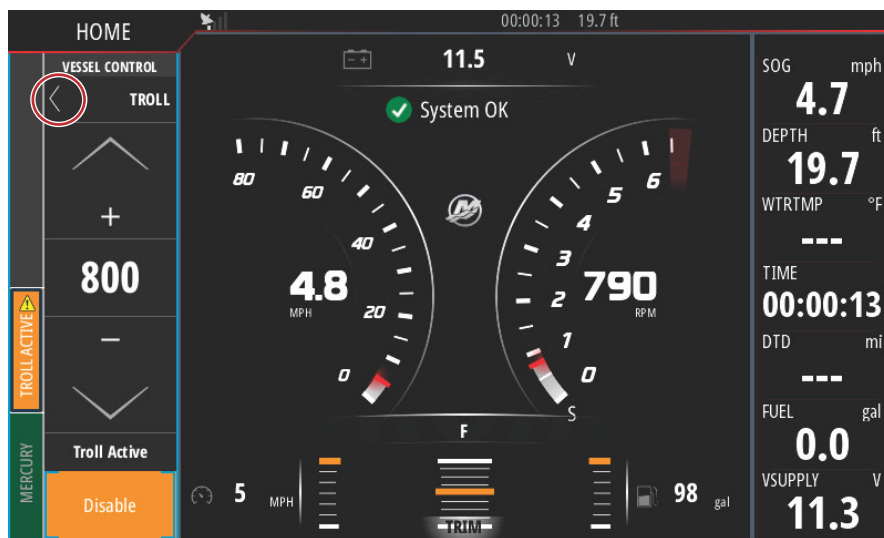 HOME
00:00:13 19.7 ft
VESSEL CONTROL
TROLL
+
800
−
Troll Active
Disable
TROLL ACTIVE
MERCURY
11.5 V
System OK
80
60
40
20
0
4.8
MPH
6
5
4
3
2
1
0
S
790
RPM
F
5 MPH
TRIM
98 gal
SOG mph
4.7
DEPTH ft
19.7
WTRTMP °F
---
TIME
00:00:13
DTD mi
---
FUEL gal
0.0
VSUPPLY V
11.3